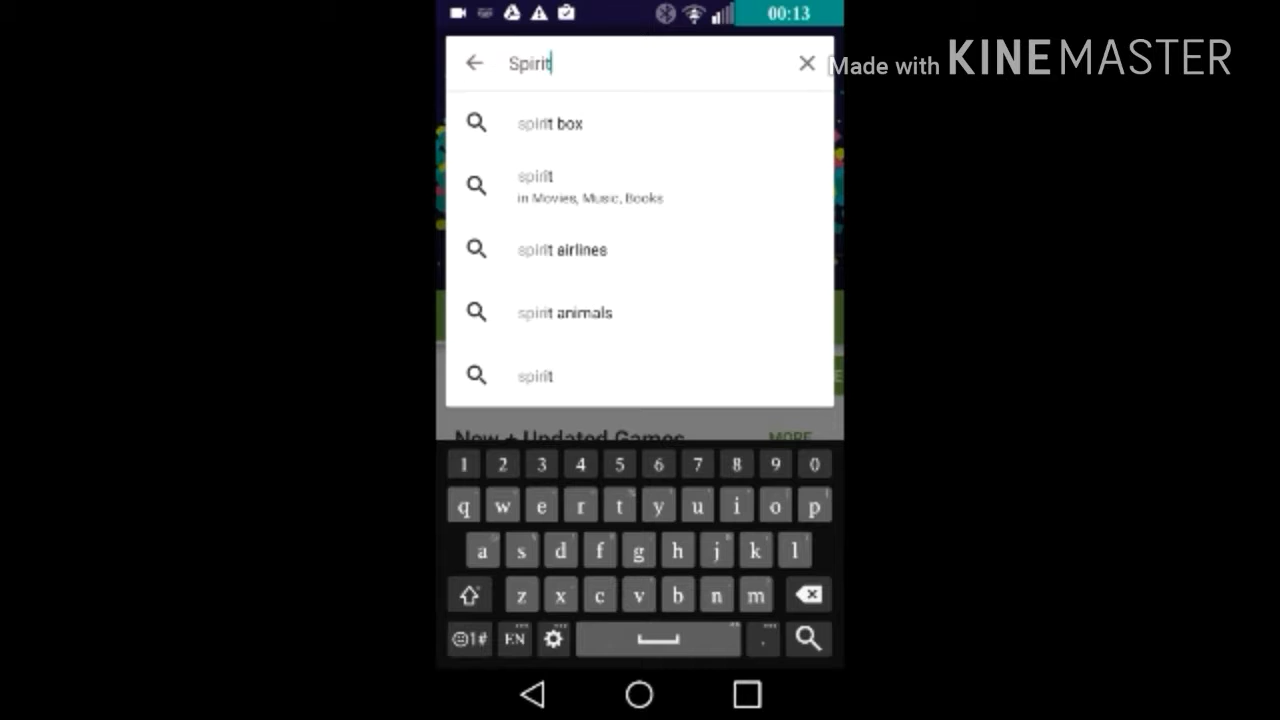 00:13
Spirit
Made with KINEMASTER
spirit box
spirit
in Movies, Music, Books
spirit airlines
spirit animals
spirit
New + Updated Games MORE
1 2 3 4 5 6 7 8 9 0
q w e r t y u i o p
a s d f g h j k l
z x c v b n m
1# EN .